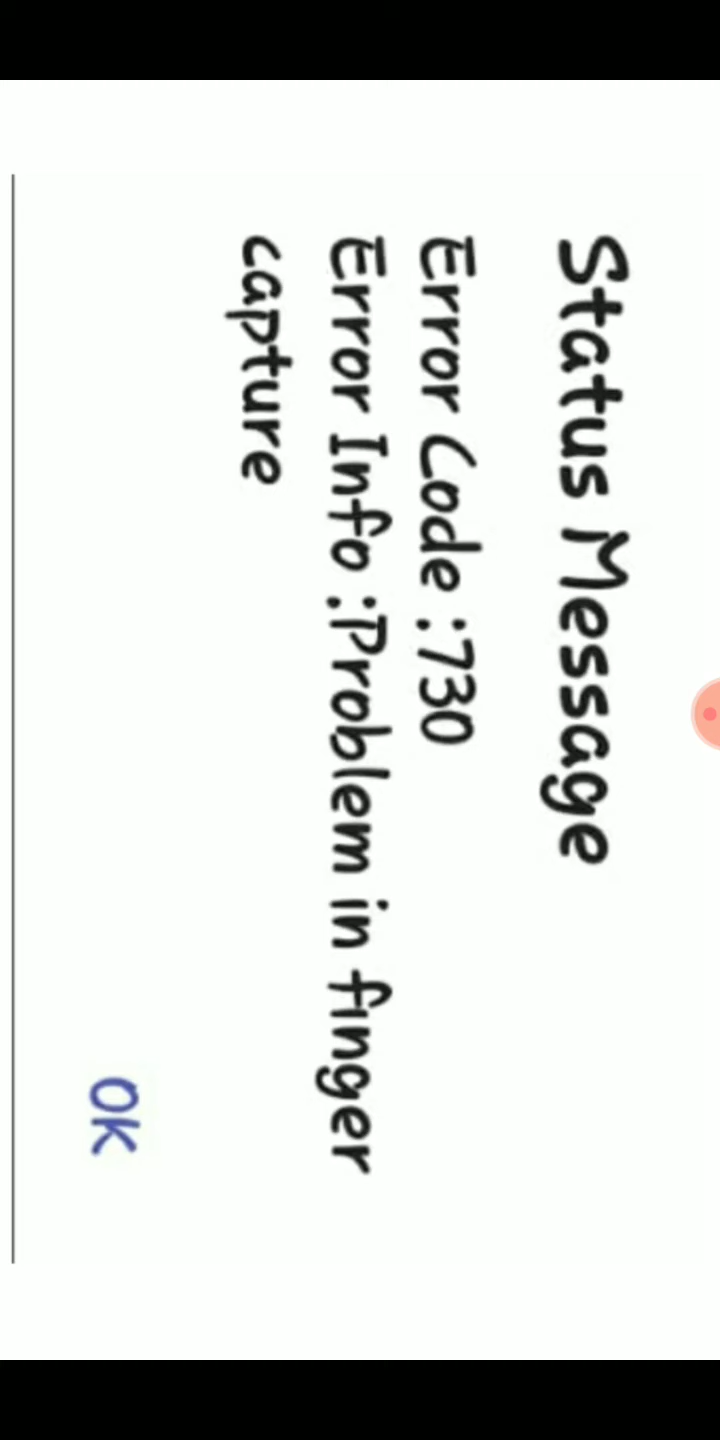 Status Message
Error Code :730
Error Info :Problem in finger
capture
OK